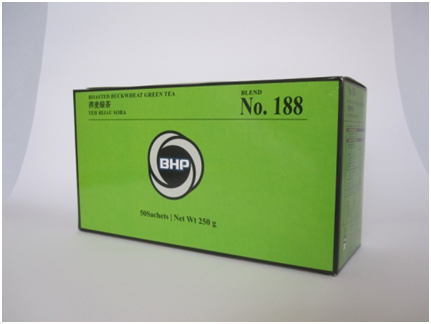 ROASTED BUCKWHEAT GREEN TEA
荞麦绿茶
TEH HIJAU SOBA
BLEND
No. 188
BHP
50Sachets | Net Wt 250 g